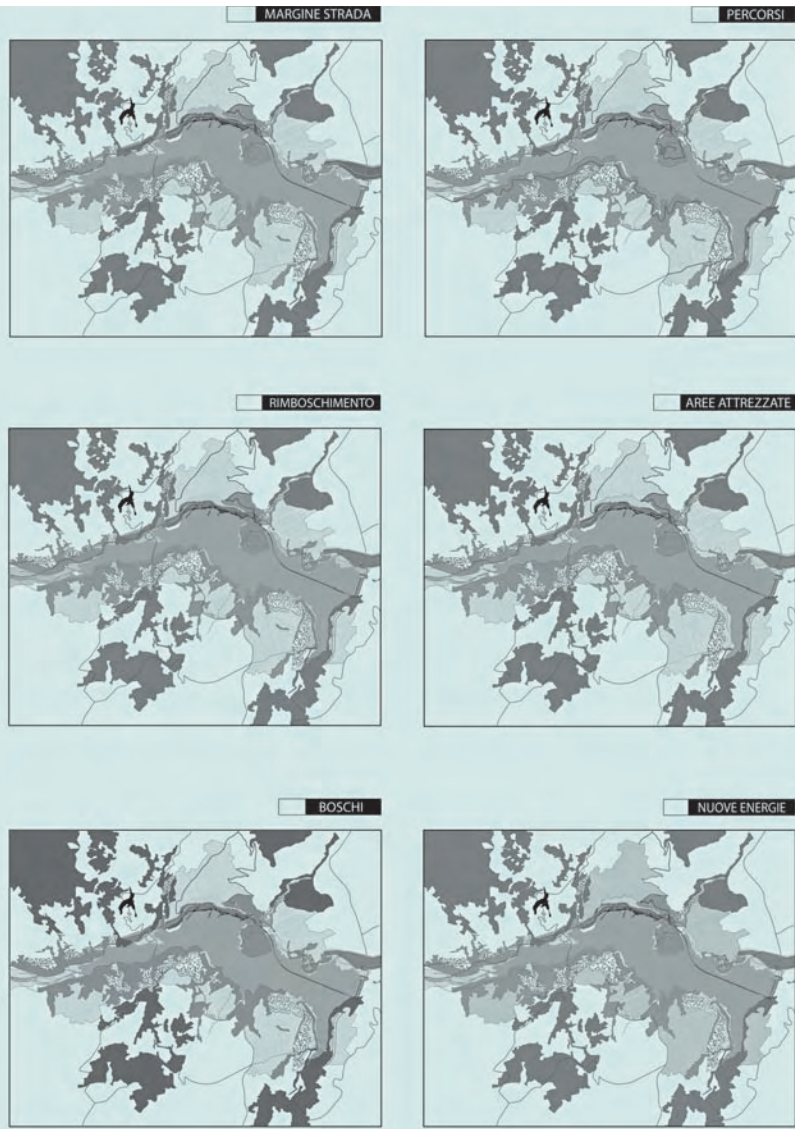 MARGINE STRADA
PERCORSI
RIMBOSCHIMENTO
AREE ATTREZZATE
BOSCHI
NUOVE ENERGIE